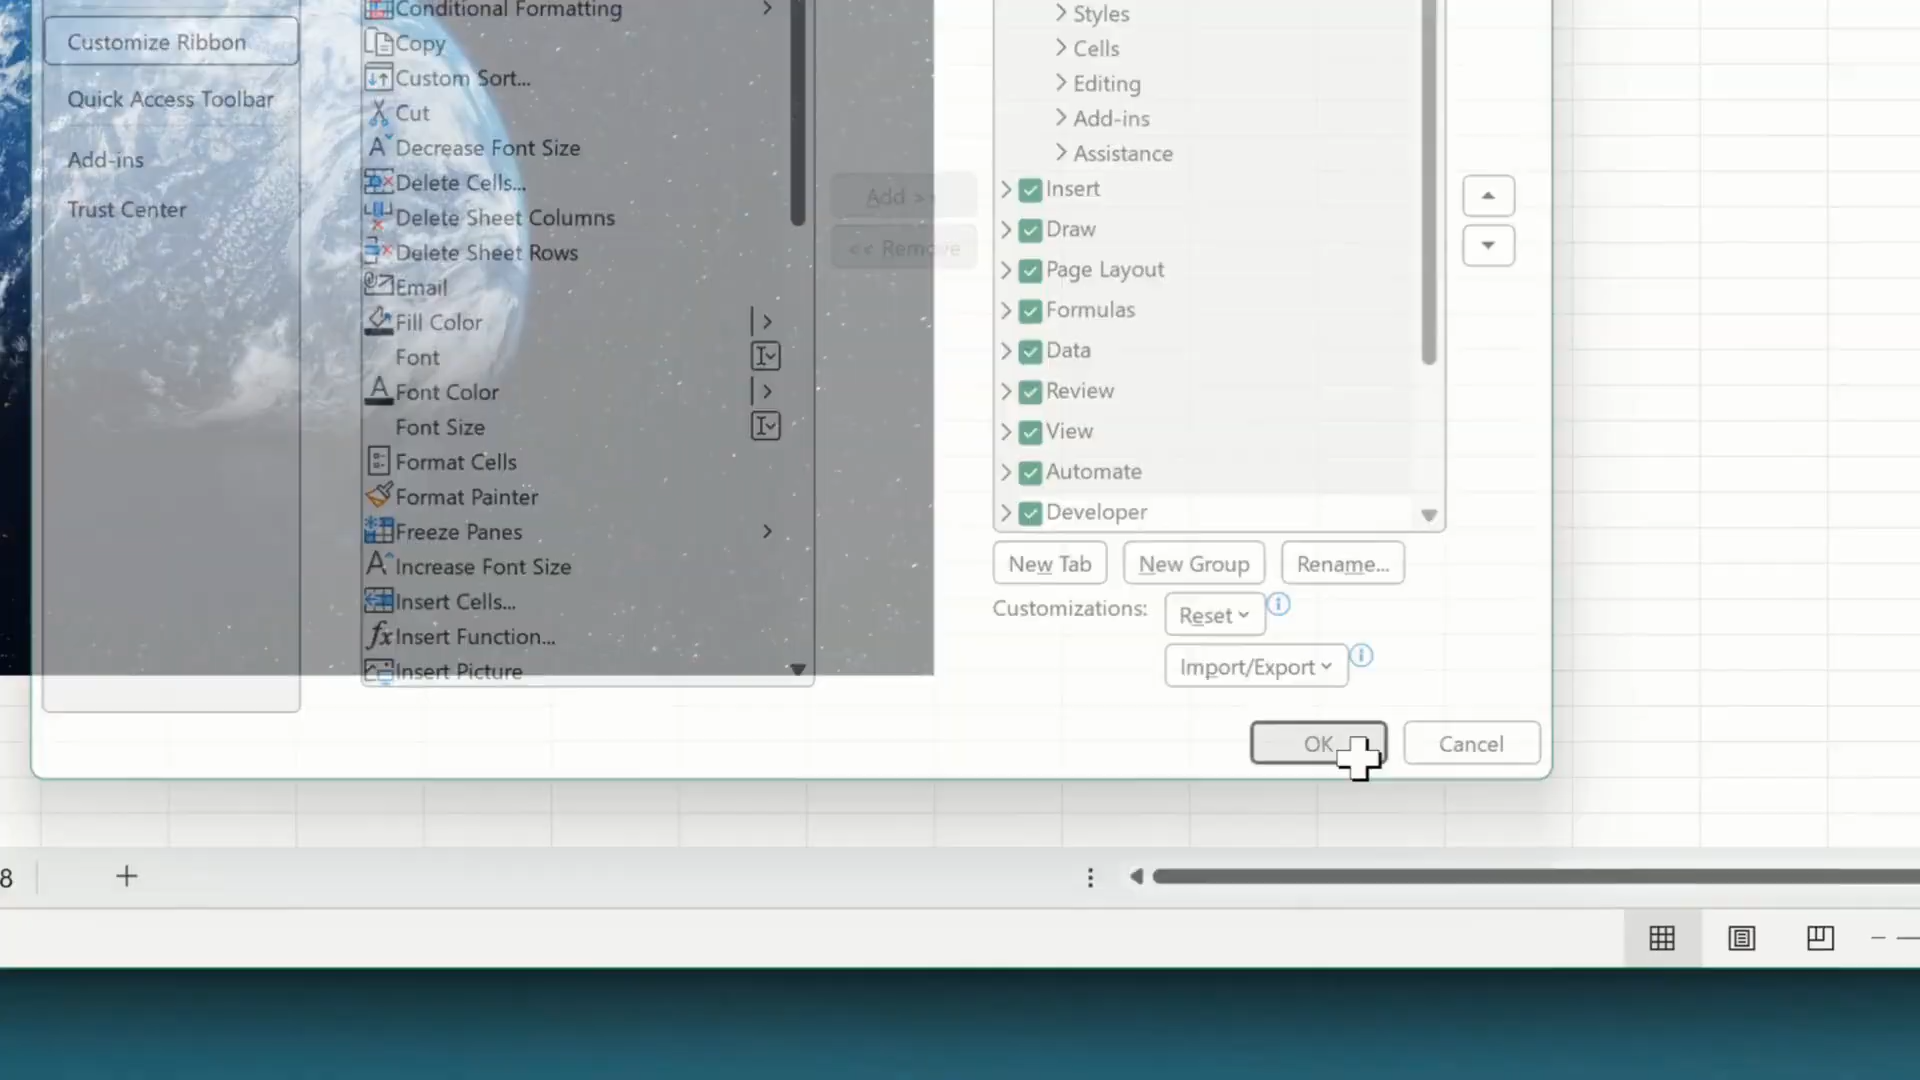 Customize Ribbon
Quick Access Toolbar
Add-ins
Trust Center
Conditional Formatting
Copy
Custom Sort...
Cut
Decrease Font Size
Delete Cells...
Delete Sheet Columns
Delete Sheet Rows
Email
Fill Color
Font
Font Color
Font Size
Format Cells
Format Painter
Freeze Panes
Increase Font Size
Insert Cells...
Insert Function...
Insert Picture
Add >>
<< Remove
Styles
Cells
Editing
Add-ins
Assistance
Insert
Draw
Page Layout
Formulas
Data
Review
View
Automate
Developer
New Tab New Group Rename...
Customizations: Reset
Import/Export
OK Cancel
8